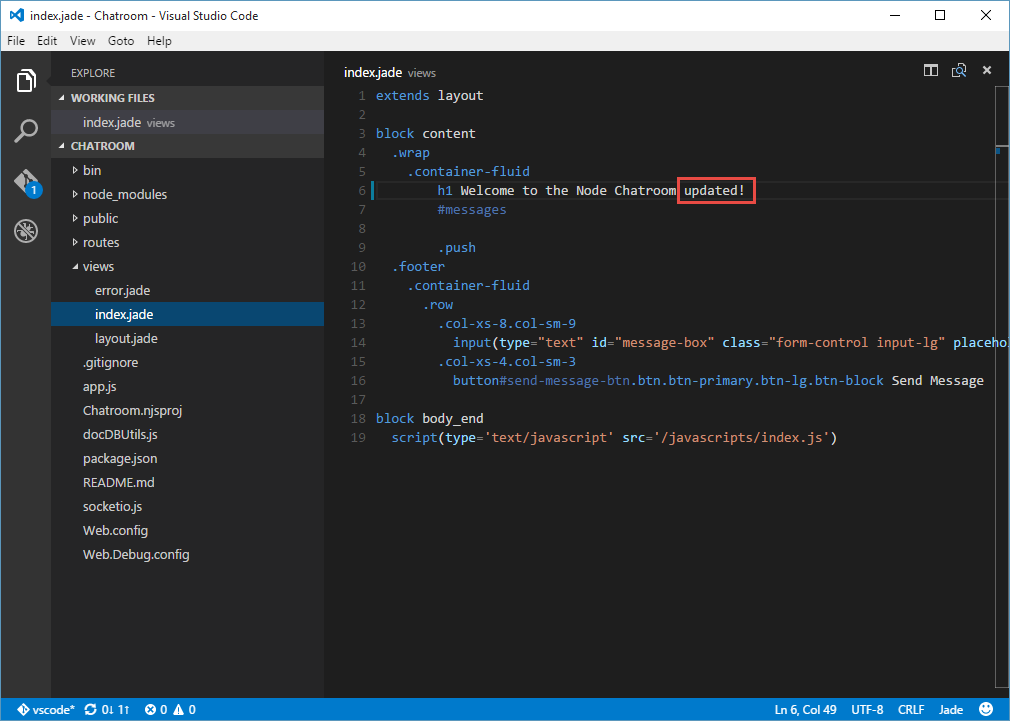 index.jade - Chatroom - Visual Studio Code
File Edit View Goto Help
EXPLORE
WORKING FILES
index.jade views
CHATROOM
bin
node_modules
public
routes
views
error.jade
index.jade
layout.jade
.gitignore
app.js
Chatroom.njsproj
docDBUtils.js
package.json
README.md
socketio.js
Web.config
Web.Debug.config
1
index.jade views
1 extends layout
2
3 block content
4 .wrap
5 .container-fluid
6 h1 Welcome to the Node Chatroom updated!
7 #messages
8
9 .push
10 .footer
11 .container-fluid
12 .row
13 .col-xs-8.col-sm-9
14 input(type="text" id="message-box" class="form-control input-lg" placeho
15 .col-xs-4.col-sm-3
16 button#send-message-btn.btn.btn-primary.btn-lg.btn-block Send Message
17
18 block body_end
19 script(type='text/javascript' src='/javascripts/index.js')
vscode* 0↓ 1↑ 0 0 Ln 6, Col 49 UTF-8 CRLF Jade